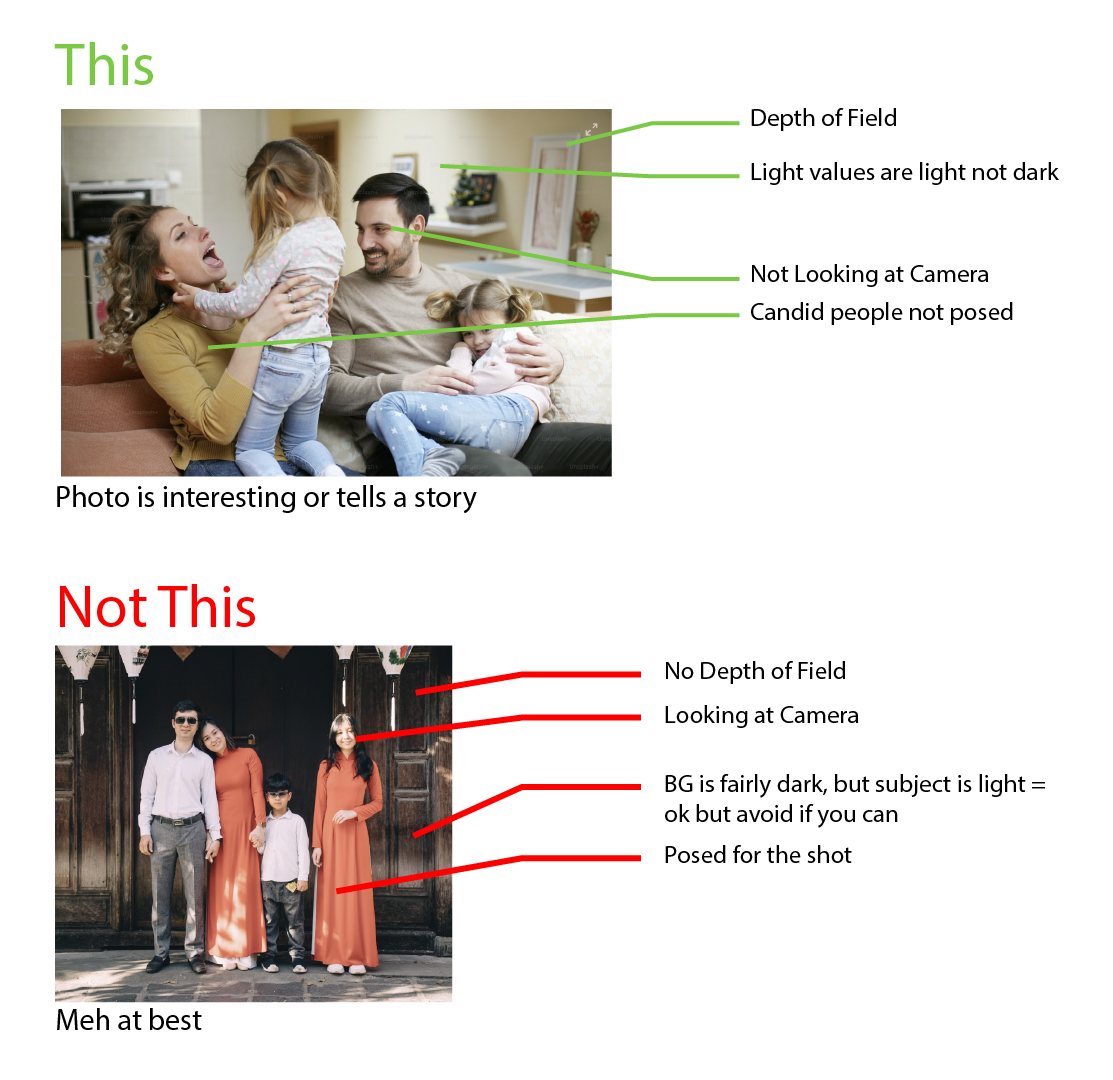 This
Depth of Field
Light values are light not dark
Not Looking at Camera
Candid people not posed
Photo is interesting or tells a story
Not This
No Depth of Field
Looking at Camera
BG is fairly dark, but subject is light =
ok but avoid if you can
Posed for the shot
Meh at best